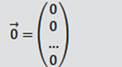 0⃗ = (0
0
...
0)